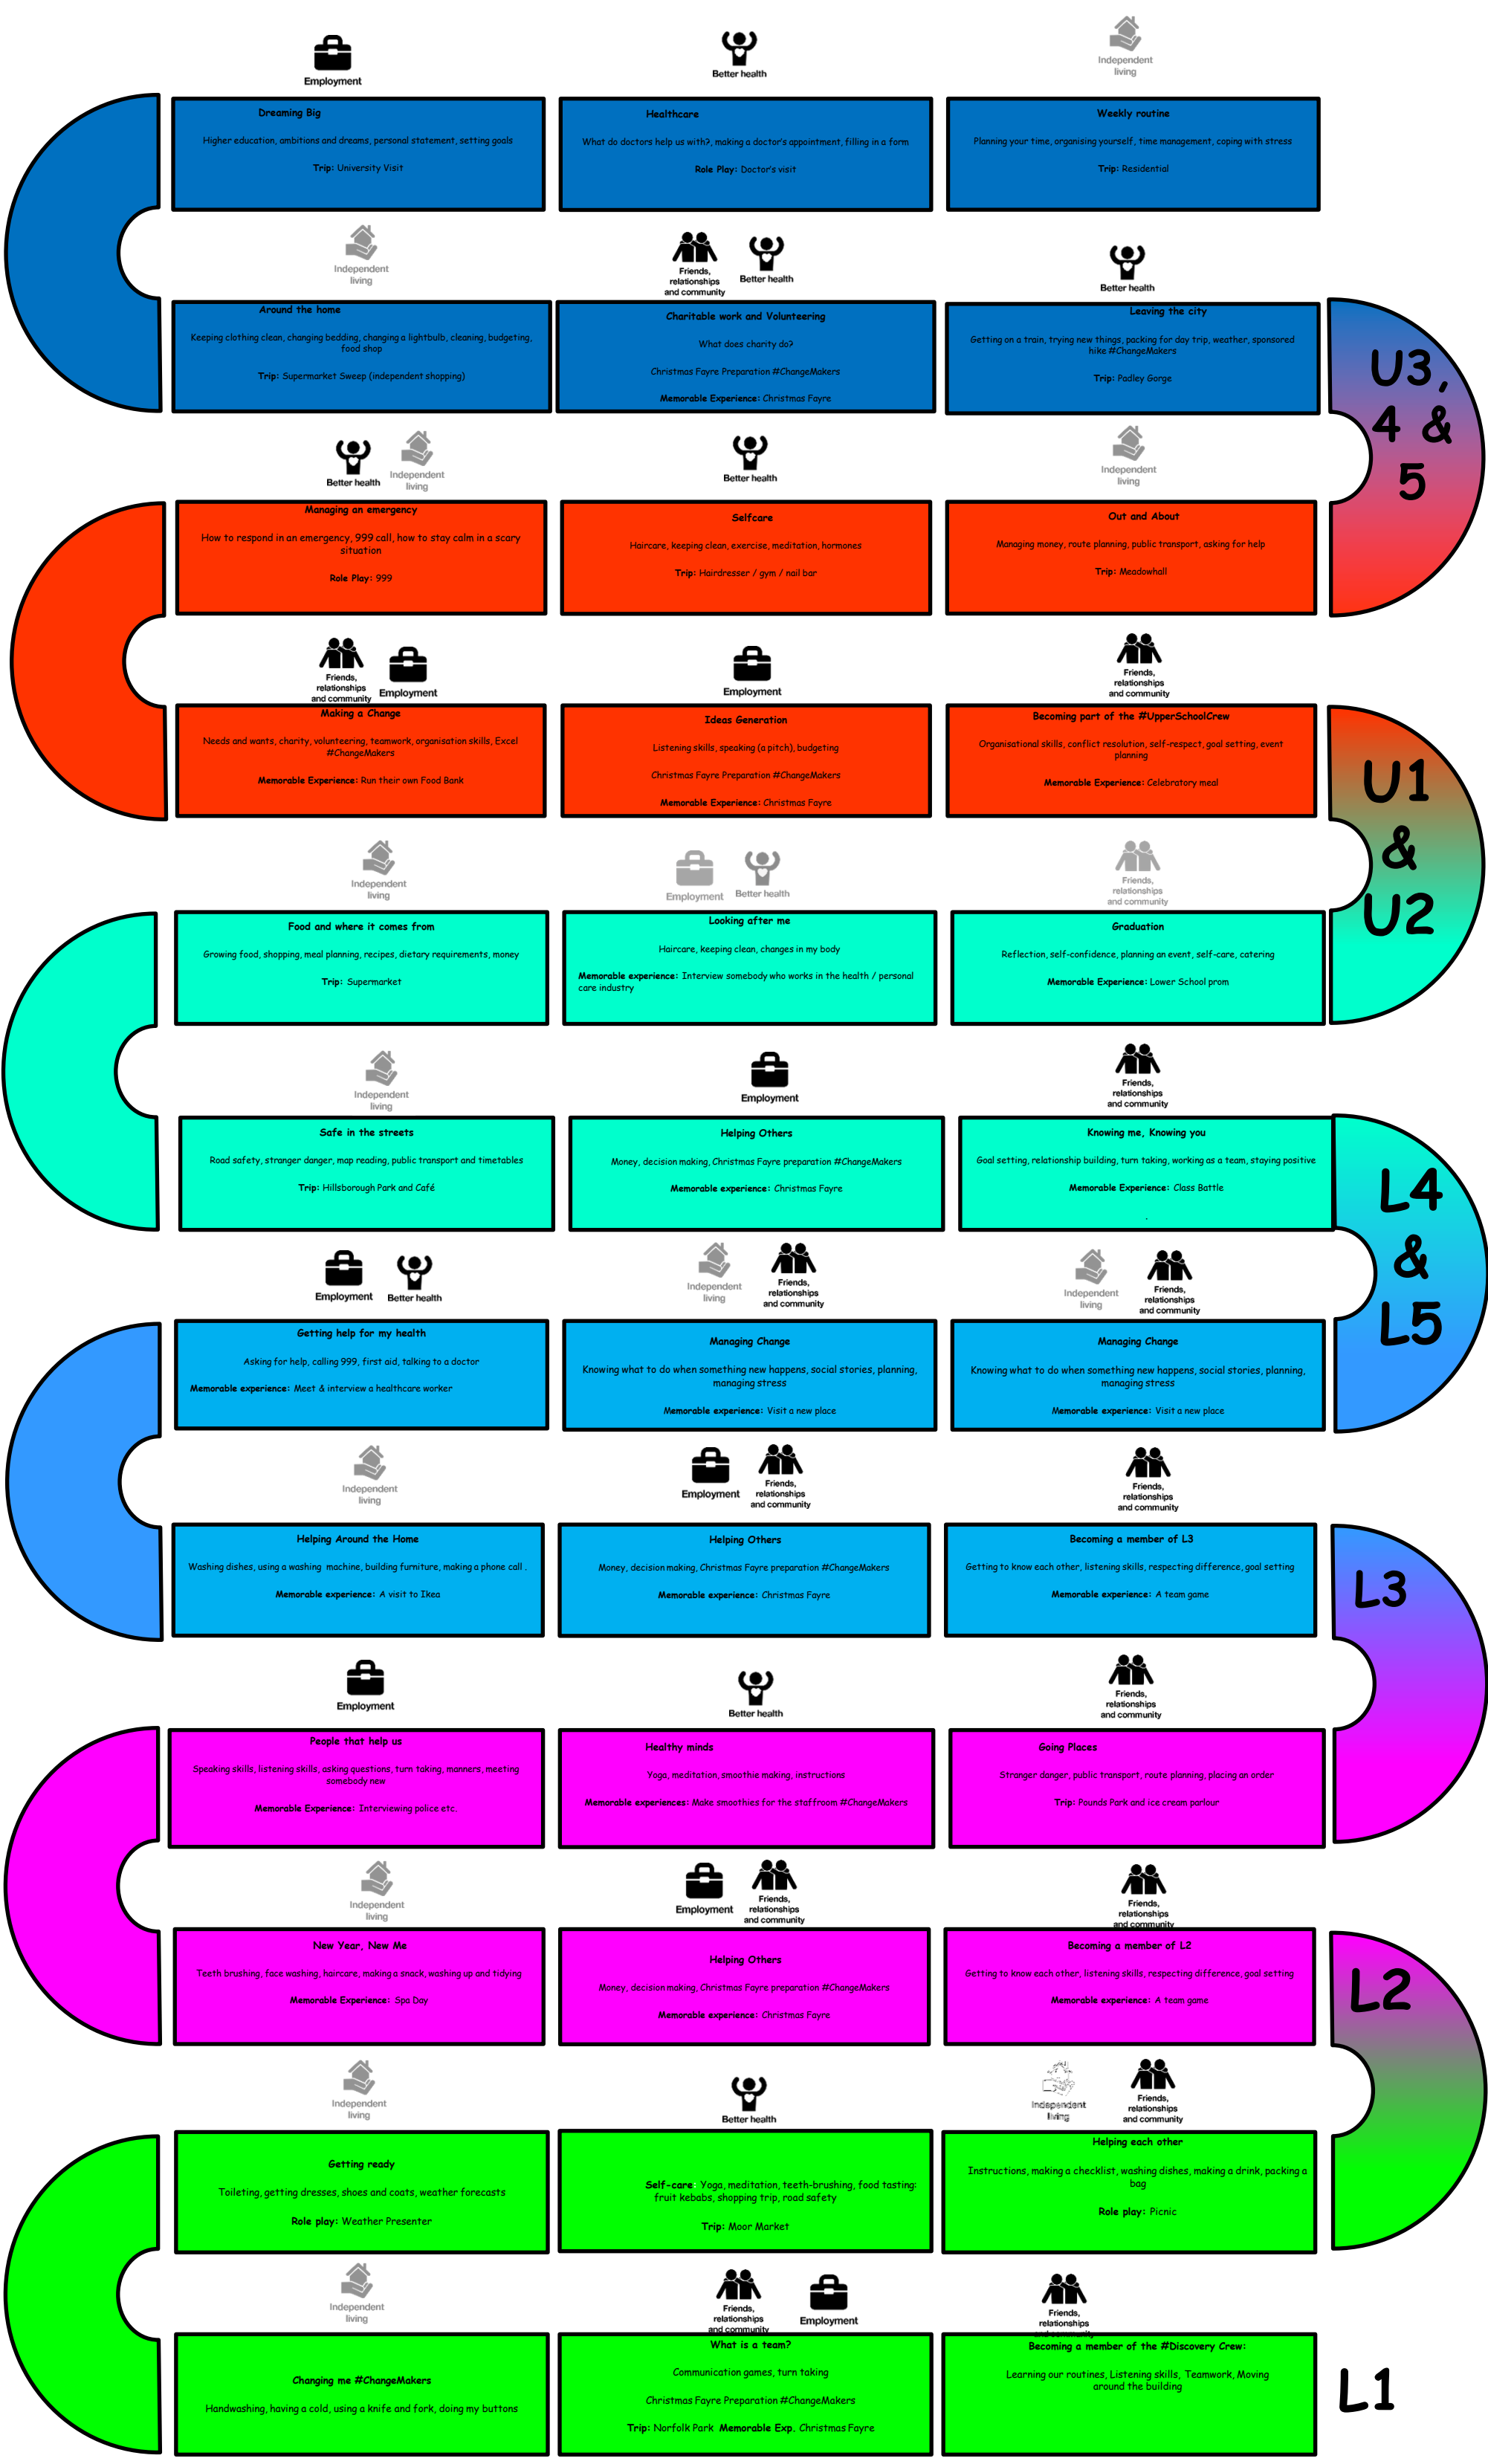 Employment
Better health
Independent
living
Dreaming Big
Higher education, ambitions and dreams, personal statement, setting goals
Trip: University Visit
Healthcare
What do doctors help us with?, making a doctor's appointment, filling in a form
Role Play: Doctor's visit
Weekly routine
Planning your time, organising yourself, time management, coping with stress
Trip: Residential
Independent
living
Friends,
relationships
and community
Better health
Better health
Around the home
Keeping clothing clean, changing bedding, changing a lightbulb, cleaning, budgeting,
food shop
Trip: Supermarket Sweep (independent shopping)
Charitable work and Volunteering
What does charity do?
Christmas Fayre Preparation #ChangeMakers
Memorable Experience: Christmas Fayre
Leaving the city
Getting on a train, trying new things, packing for day trip, weather, sponsored
hike #ChangeMakers
Trip: Padley Gorge
U3,
4 &
5
Better health
Independent
living
Better health
Independent
living
Managing an emergency
How to respond in an emergency, 999 call, how to stay calm in a scary
situation
Role Play: 999
Selfcare
Haircare, keeping clean, exercise, meditation, hormones
Trip: Hairdresser / gym / nail bar
Out and About
Managing money, route planning, public transport, asking for help
Trip: Meadowhall
Friends,
relationships
and community
Employment
Employment
Friends,
relationships
and community
Making a Change
Needs and wants, charity, volunteering, teamwork, organisation skills, Excel
#ChangeMakers
Memorable Experience: Run their own Food Bank
Ideas Generation
Listening skills, speaking (a pitch), budgeting
Christmas Fayre Preparation #ChangeMakers
Memorable Experience: Christmas Fayre
Becoming part of the #UpperSchoolCrew
Organisational skills, conflict resolution, self-respect, goal setting, event
planning
Memorable Experience: Celebratory meal
U1
&
U2
Independent
living
Employment
Better health
Friends,
relationships
and community
Food and where it comes from
Growing food, shopping, meal planning, recipes, dietary requirements, money
Trip: Supermarket
Looking after me
Haircare, keeping clean, changes in my body
Memorable experience: Interview somebody who works in the health / personal
care industry
Graduation
Reflection, self-confidence, planning an event, self-care, catering
Memorable Experience: Lower School prom
Independent
living
Employment
Friends,
relationships
and community
Safe in the streets
Road safety, stranger danger, map reading, public transport and timetables
Trip: Hillsborough Park and Café
Helping Others
Money, decision making, Christmas Fayre preparation #ChangeMakers
Memorable experience: Christmas Fayre
Knowing me, Knowing you
Goal setting, relationship building, turn taking, working as a team, staying positive
Memorable Experience: Class Battle
.
L4
&
L5
Employment
Better health
Independent
living
Friends,
relationships
and community
Independent
living
Friends,
relationships
and community
Getting help for my health
Asking for help, calling 999, first aid, talking to a doctor
Memorable experience: Meet & interview a healthcare worker
Managing Change
Knowing what to do when something new happens, social stories, planning,
managing stress
Memorable experience: Visit a new place
Managing Change
Knowing what to do when something new happens, social stories, planning,
managing stress
Memorable experience: Visit a new place
Independent
living
Employment
Friends,
relationships
and community
Friends,
relationships
and community
Helping Around the Home
Washing dishes, using a washing machine, building furniture, making a phone call .
Memorable experience: A visit to Ikea
Helping Others
Money, decision making, Christmas Fayre preparation #ChangeMakers
Memorable experience: Christmas Fayre
Becoming a member of L3
Getting to know each other, listening skills, respecting difference, goal setting
Memorable experience: A team game
L3
Employment
Better health
Friends,
relationships
and community
People that help us
Speaking skills, listening skills, asking questions, turn taking, manners, meeting
somebody new
Memorable Experience: Interviewing police etc.
Healthy minds
Yoga, meditation, smoothie making, instructions
Memorable experiences: Make smoothies for the staffroom #ChangeMakers
Going Places
Stranger danger, public transport, route planning, placing an order
Trip: Pounds Park and ice cream parlour
Independent
living
Employment
Friends,
relationships
and community
Friends,
relationships
and community
New Year, New Me
Teeth brushing, face washing, haircare, making a snack, washing up and tidying
Memorable Experience: Spa Day
Helping Others
Money, decision making, Christmas Fayre preparation #ChangeMakers
Memorable experience: Christmas Fayre
Becoming a member of L2
Getting to know each other, listening skills, respecting difference, goal setting
Memorable experience: A team game
L2
Independent
living
Better health
Independent
living
Friends,
relationships
and community
Getting ready
Toileting, getting dresses, shoes and coats, weather forecasts
Role play: Weather Presenter
Self-care: Yoga, meditation, teeth-brushing, food tasting:
fruit kebabs, shopping trip, road safety
Trip: Moor Market
Helping each other
Instructions, making a checklist, washing dishes, making a drink, packing a
bag
Role play: Picnic
Independent
living
Friends,
relationships
and community
Employment
Friends,
relationships
and community
Changing me #ChangeMakers
Handwashing, having a cold, using a knife and fork, doing my buttons
What is a team?
Communication games, turn taking
Christmas Fayre Preparation #ChangeMakers
Trip: Norfolk Park Memorable Exp. Christmas Fayre
Becoming a member of the #Discovery Crew:
Learning our routines, Listening skills, Teamwork, Moving
around the building
L1